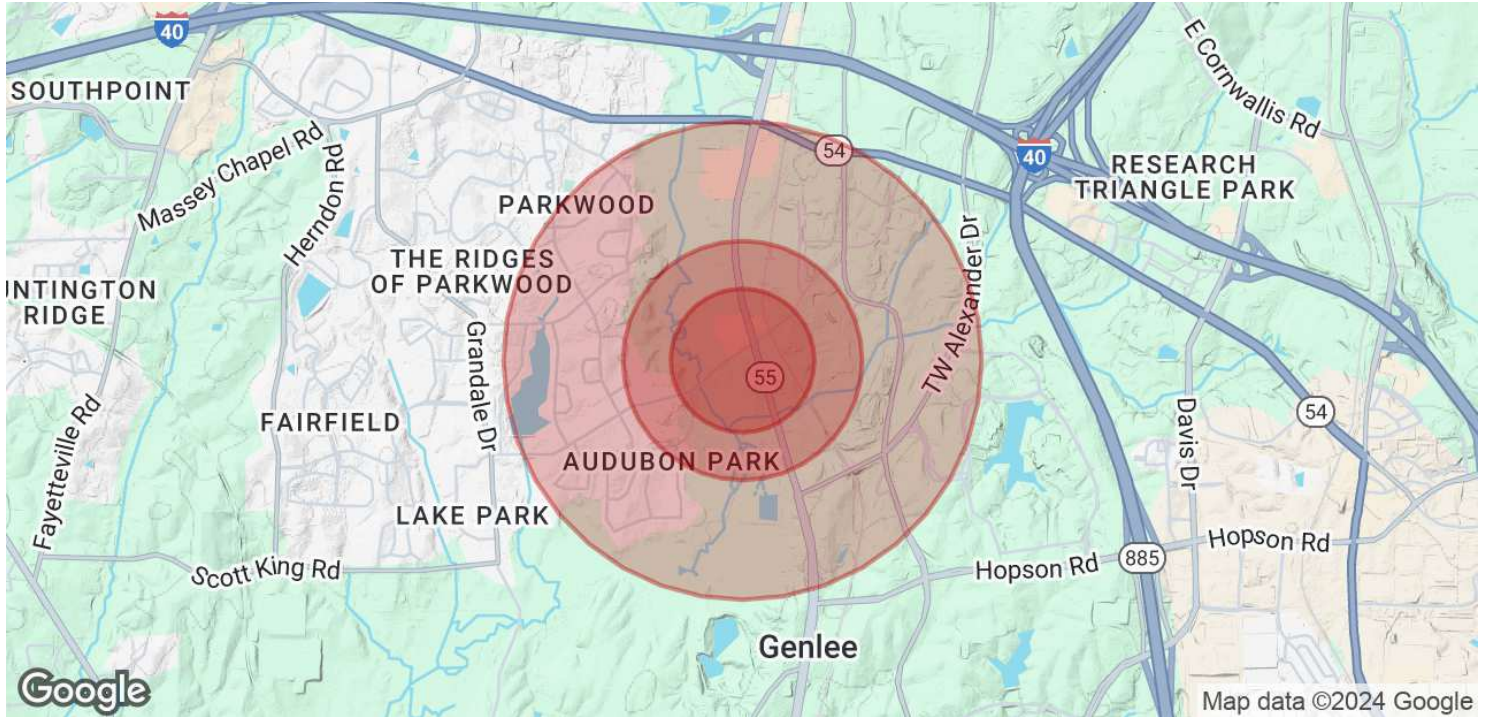 40
SOUTHPOINT
E Cornwallis Rd
Massey Chapel Rd
54
40
RESEARCH
TRIANGLE PARK
Herndon Rd
PARKWOOD
THE RIDGES
OF PARKWOOD
UNTINGTON
RIDGE
TW Alexander Dr
Grandale Dr
55
FAIRFIELD
Davis Dr
54
Fayetteville Rd
AUDUBON PARK
LAKE PARK
Hopson Rd
Hopson Rd
885
Scott King Rd
Genlee
Google
Map data ©2024 Google